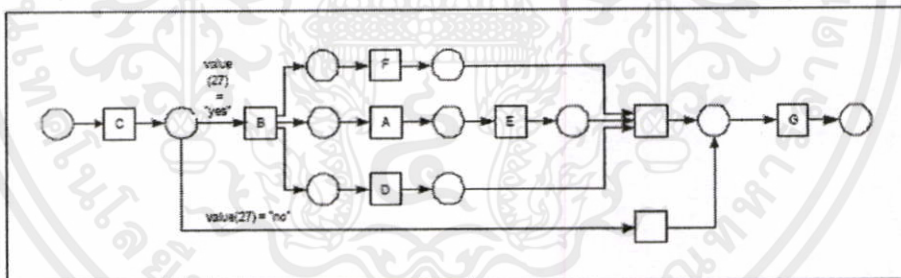 value
(27)
=
"yes"
F
C
B
A
E
G
D
value(27) = "no"